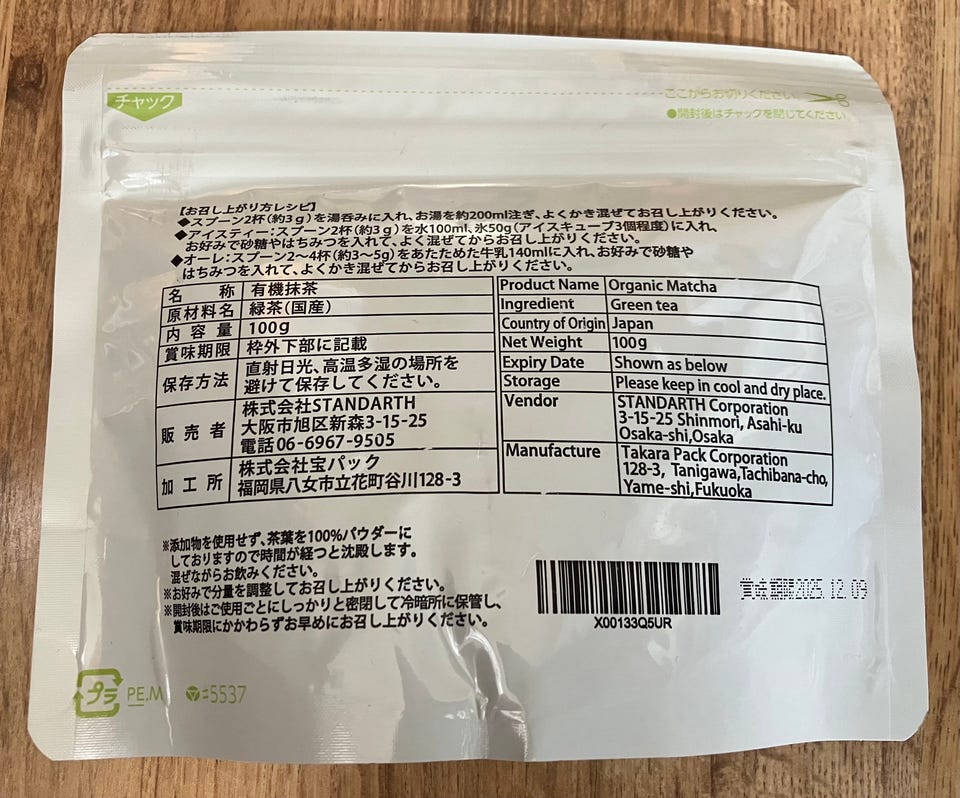 チャック
ここからお切りください
●開封後はチャックを閉じてください
【お召し上がり方レシピ】
◆スプーン2杯(約3g)を湯呑みに入れ、お湯を約200ml注ぎ、よくかき混ぜてお召し上がりください。
◆アイスティー:スプーン2杯(約3g)を水100ml、氷50g(アイスキューブ3個程度)に入れ、
お好みで砂糖やはちみつを入れて、よく混ぜてからお召し上がりください。
◆オーレ:スプーン2～4杯(約3～5g)をあたためた牛乳140mlに入れ、お好みで砂糖や
はちみつを入れて、よくかき混ぜてからお召し上がりください。
名称 有機抹茶
原材料名 緑茶(国産)
内容量 100g
賞味期限 枠外下部に記載
保存方法 直射日光、高温多湿の場所を
避けて保存してください。
販売者 株式会社STANDARTH
大阪市旭区新森3-15-25
電話06-6967-9505
加工所 株式会社宝パック
福岡県八女市立花町谷川128-3
Product Name Organic Matcha
Ingredient Green tea
Country of Origin Japan
Net Weight 100g
Expiry Date Shown as below
Storage Please keep in cool and dry place.
Vendor STANDARTH Corporation
3-15-25 Shinmori, Asahi-ku
Osaka-shi,Osaka
Manufacture Takara Pack Corporation
128-3, Tanigawa,Tachibana-cho,
Yame-shi,Fukuoka
※添加物を使用せず、茶葉を100%パウダーに
しておりますので時間が経つと沈殿します。
混ぜながらお飲みください。
※お好みで分量を調整してお召し上がりください。
※開封後はご使用ごとにしっかりと密閉して冷暗所に保管し、
賞味期限にかかわらずお早めにお召し上がりください。
X00133Q5UR
賞味期限2025.12.09
プラ PE,M 5537